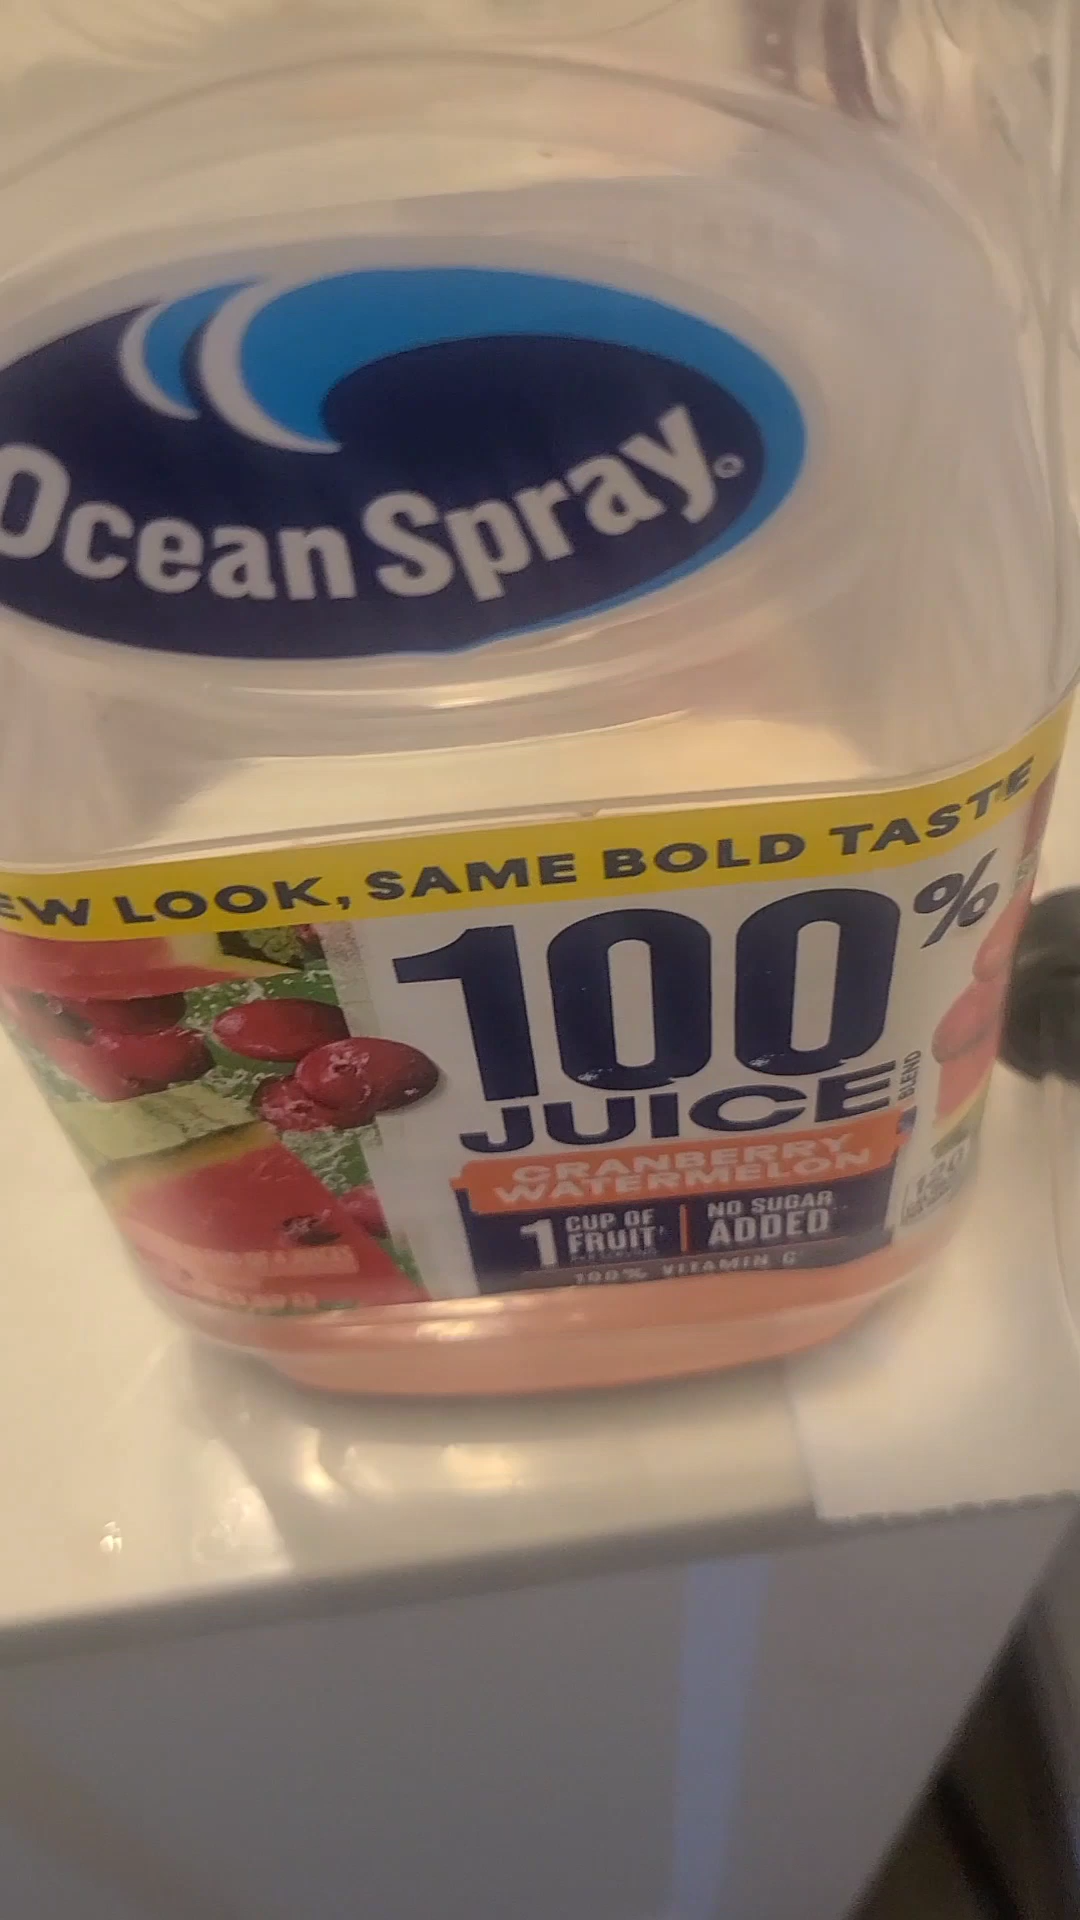 Ocean Spray®
EW LOOK, SAME BOLD TASTE
100%
JUICE
BLEND
CRANBERRY
WATERMELON
1 CUP OF
FRUIT
NO SUGAR
ADDED
100% VITAMIN C